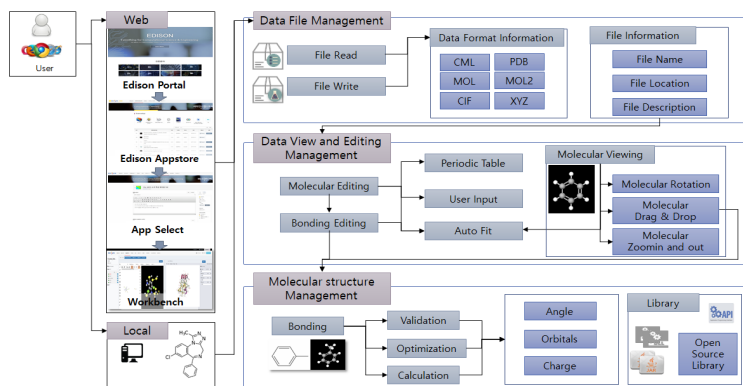 User
Web
EDISON
Edison Portal
Edison Appstore
App Select
Workbench
Local
H₃C
N
N
N
N
Cl
Data File Management
File Read
File Write
Data Format Information
CML
PDB
MOL
MOL2
CIF
XYZ
File Information
File Name
File Location
File Description
Data View and Editing
Management
Molecular Editing
Bonding Editing
Periodic Table
User Input
Auto Fit
Molecular Viewing
Molecular Rotation
Molecular
Drag & Drop
Molecular
Zoomin and out
Molecular structure
Management
Bonding
Validation
Optimization
Calculation
Angle
Orbitals
Charge
Library
API
Open
Source
Library